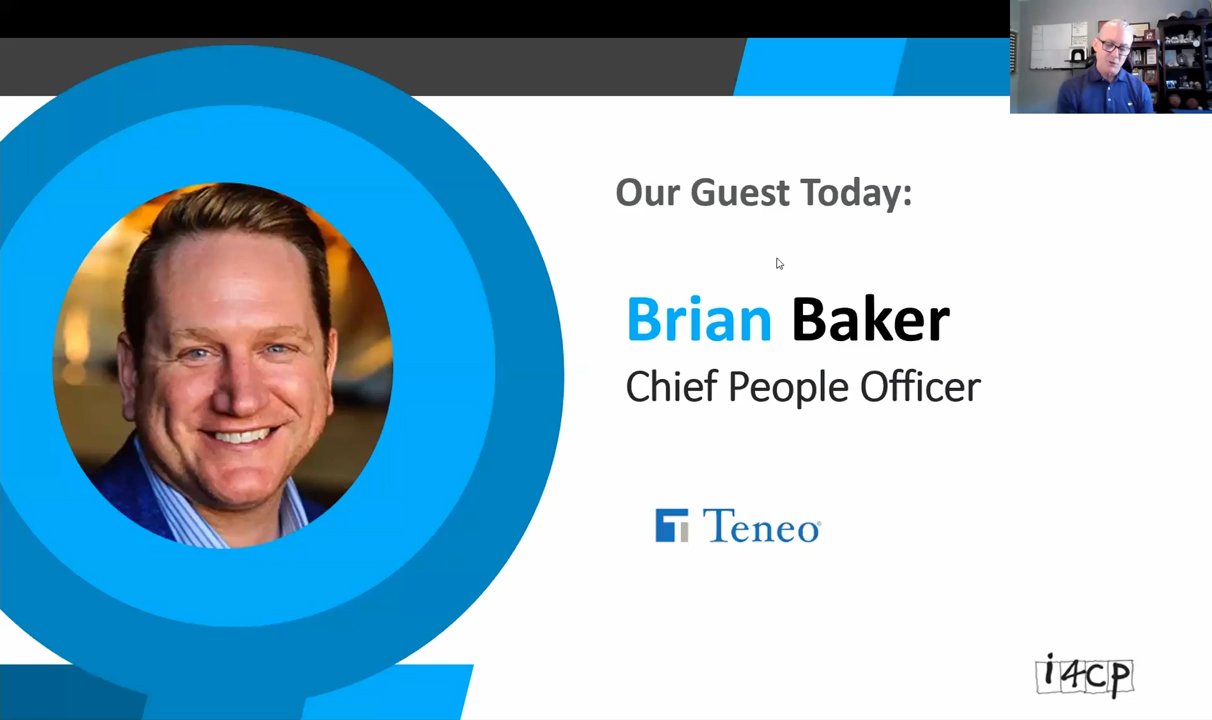 Our Guest Today:
Brian Baker
Chief People Officer
Teneo
i4cp